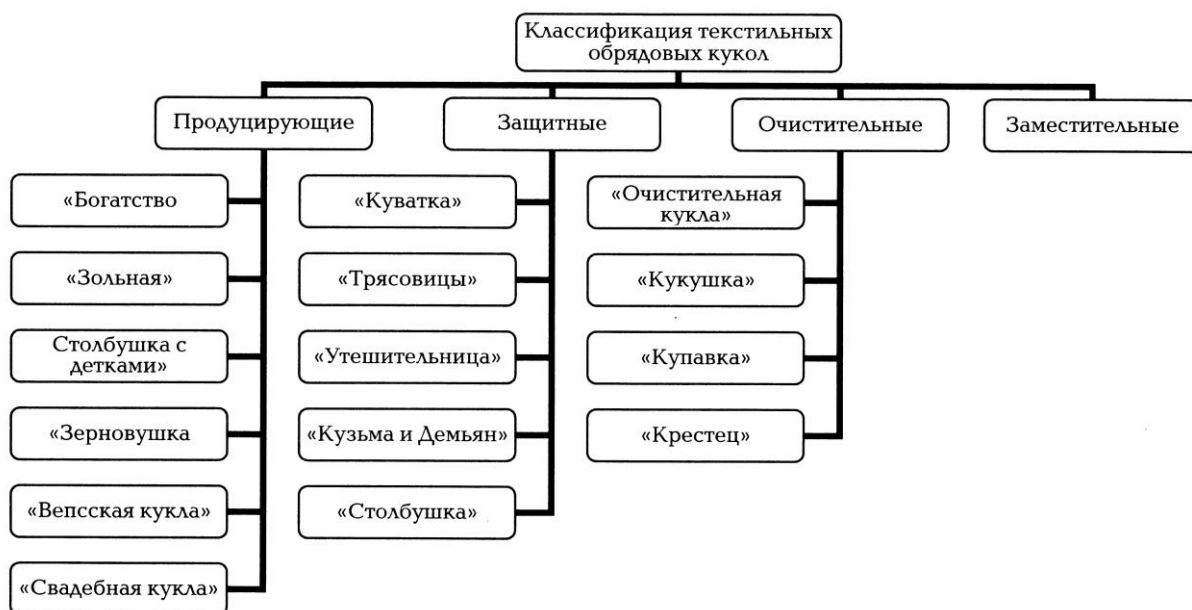 Классификация текстильных
обрядовых кукол
Продуцирующие
Защитные
Очистительные
Заместительные
«Богатство
«Зольная»
Столбушка с
детками»
«Зерновушка
«Вепсская кукла»
«Свадебная кукла»
«Куватка»
«Трясовицы»
«Утешительница»
«Кузьма и Демьян»
«Столбушка»
«Очистительная
кукла»
«Кукушка»
«Купавка»
«Крестец»